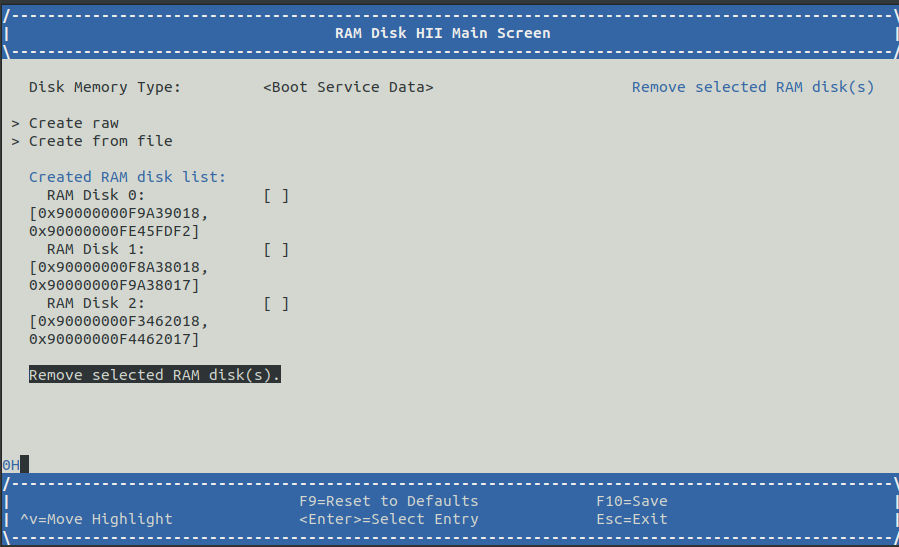 /--------------------------------------------------------------------------------------------------\
| RAM Disk HII Main Screen |
\--------------------------------------------------------------------------------------------------/
Disk Memory Type: <Boot Service Data> Remove selected RAM disk(s)
> Create raw
> Create from file
Created RAM disk list:
RAM Disk 0: [ ]
[0x90000000F9A39018,
0x90000000FE45FDF2]
RAM Disk 1: [ ]
[0x90000000F8A38018,
0x90000000F9A38017]
RAM Disk 2: [ ]
[0x90000000F3462018,
0x90000000F4462017]
Remove selected RAM disk(s).
0H
/--------------------------------------------------------------------------------------------------\
| F9=Reset to Defaults F10=Save |
| ^v=Move Highlight <Enter>=Select Entry Esc=Exit |
\--------------------------------------------------------------------------------------------------/